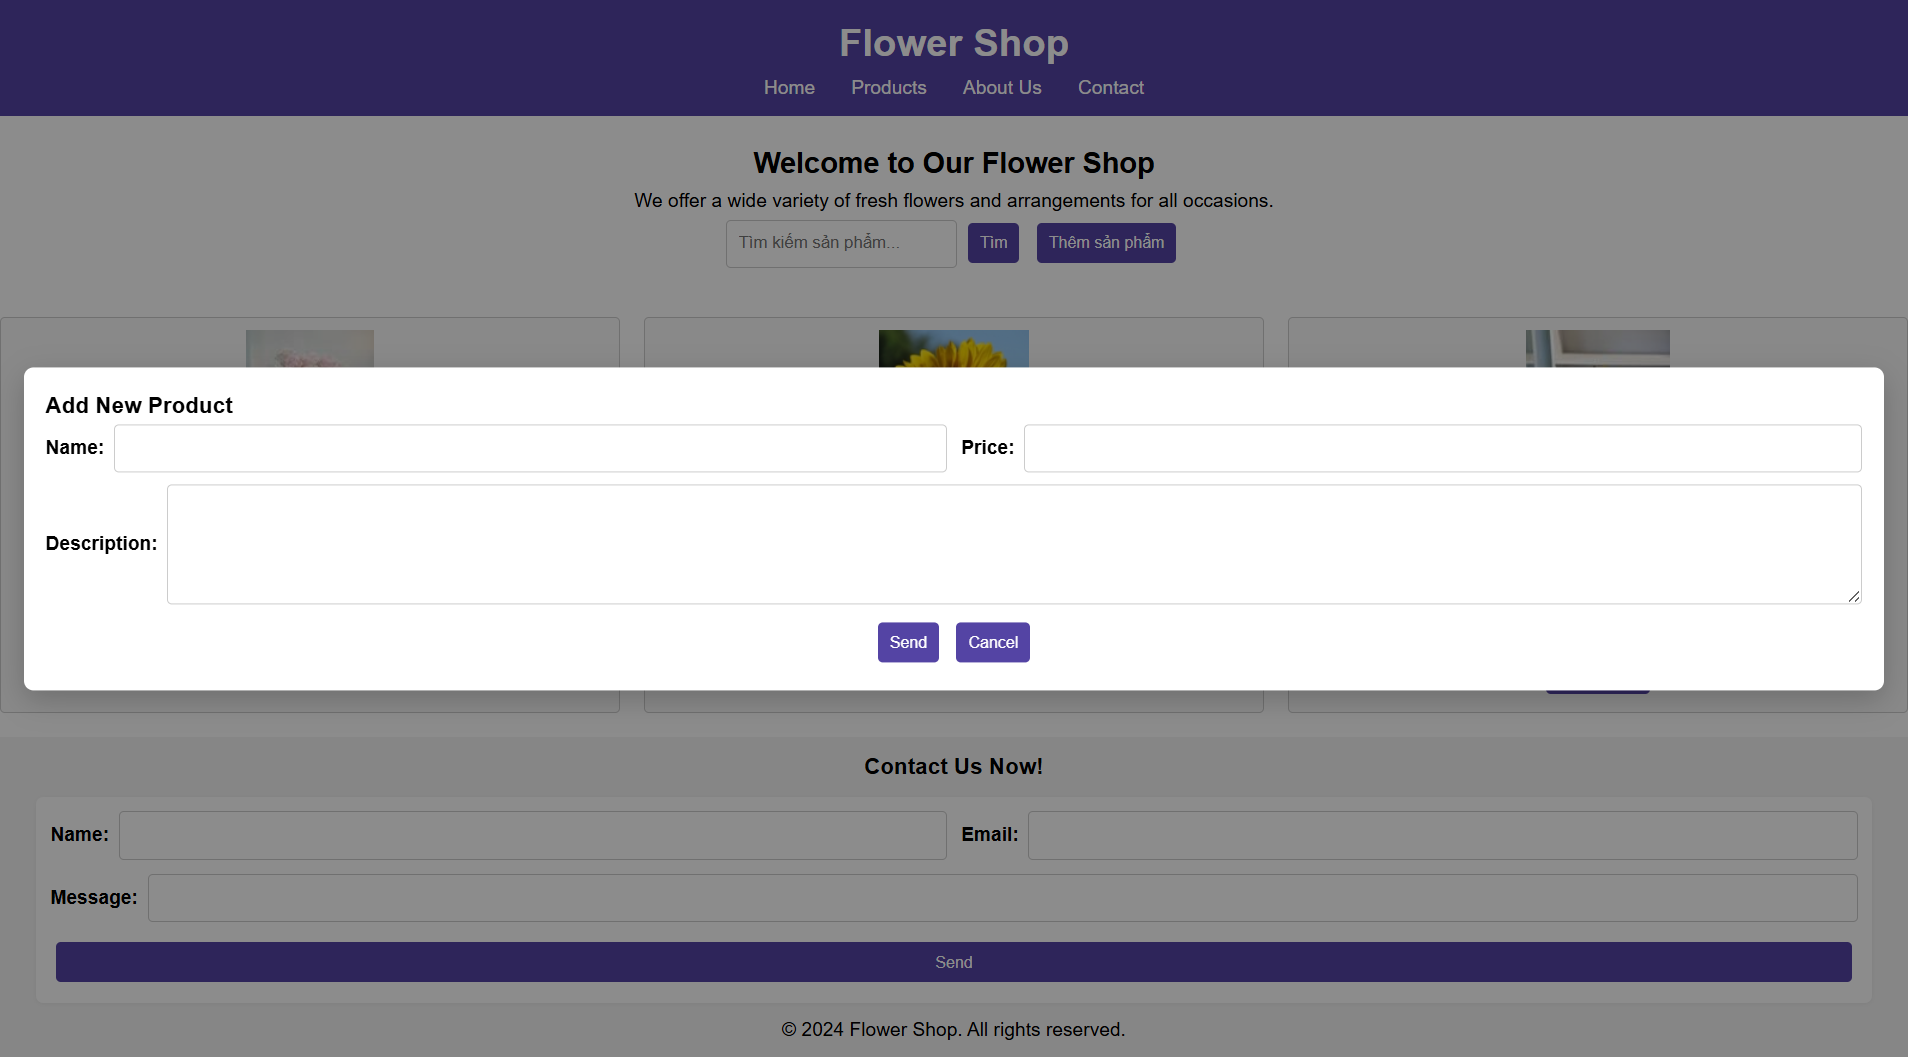 Flower Shop
Home Products About Us Contact
Welcome to Our Flower Shop
We offer a wide variety of fresh flowers and arrangements for all occasions.
Tìm kiếm sản phẩm... Tìm Thêm sản phẩm
Add New Product
Name: Price:
Description:
Send Cancel
Contact Us Now!
Name: Email:
Message:
Send
© 2024 Flower Shop. All rights reserved.